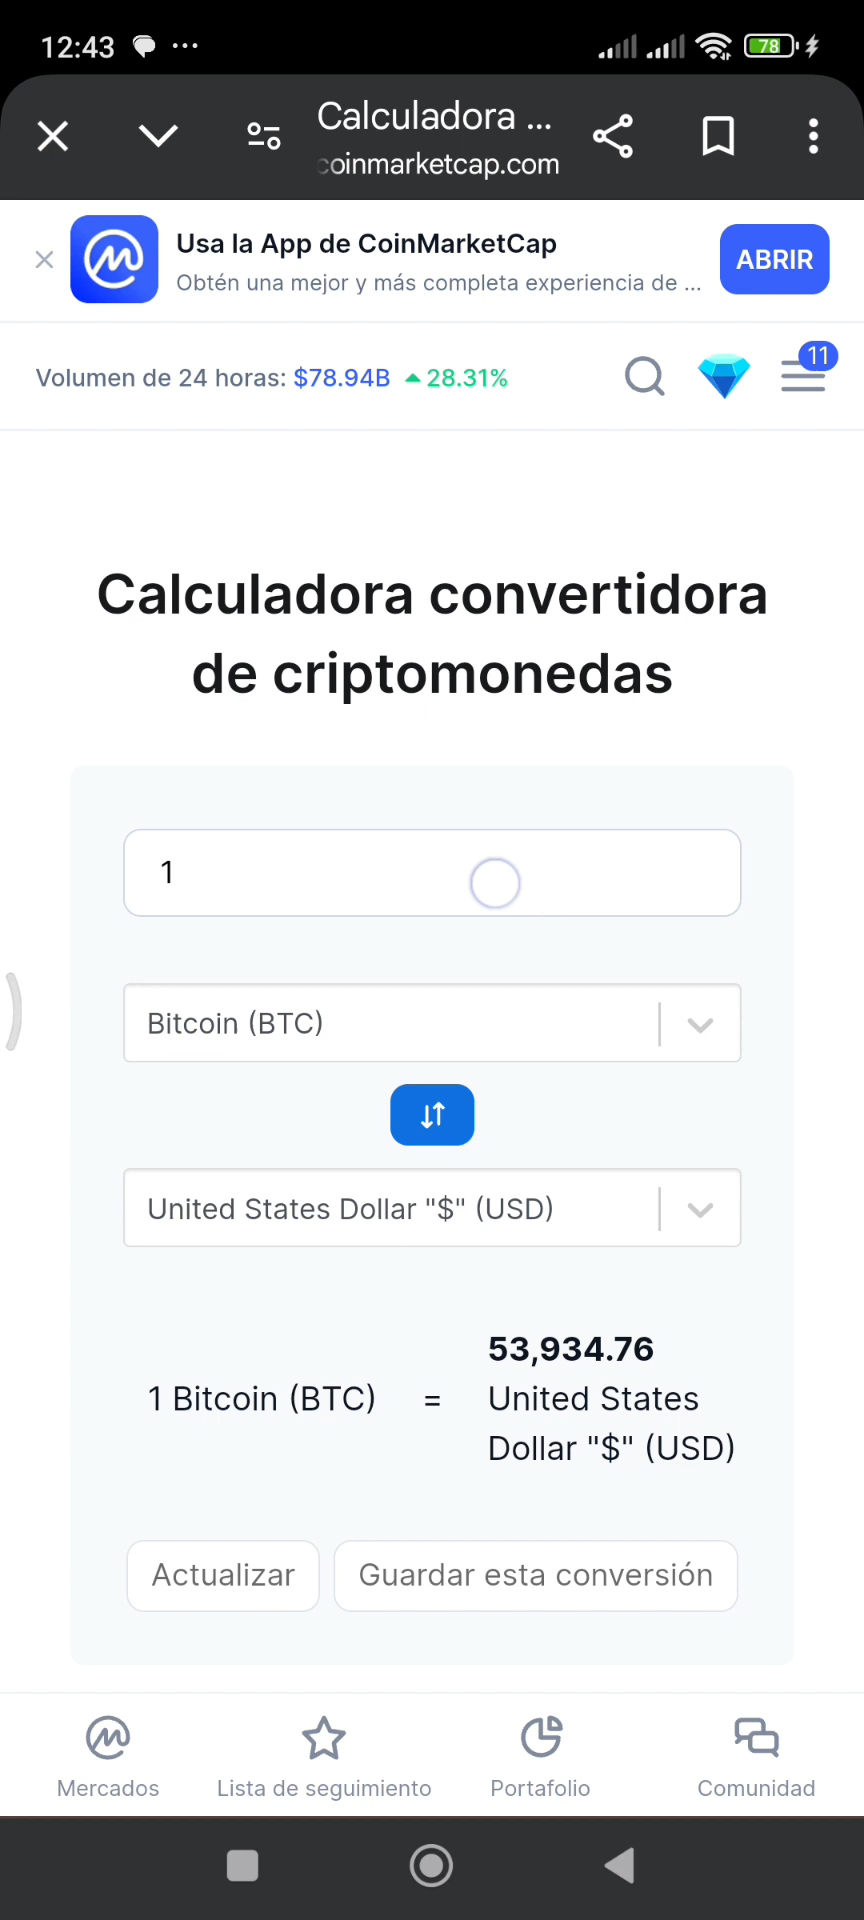 12:43
78
Calculadora ...
coinmarketcap.com
Usa la App de CoinMarketCap
Obtén una mejor y más completa experiencia de ...
ABRIR
Volumen de 24 horas: $78.94B 28.31%
11
Calculadora convertidora
de criptomonedas
1
Bitcoin (BTC)
United States Dollar "$" (USD)
53,934.76
1 Bitcoin (BTC) = United States
Dollar "$" (USD)
Actualizar
Guardar esta conversión
Mercados
Lista de seguimiento
Portafolio
Comunidad